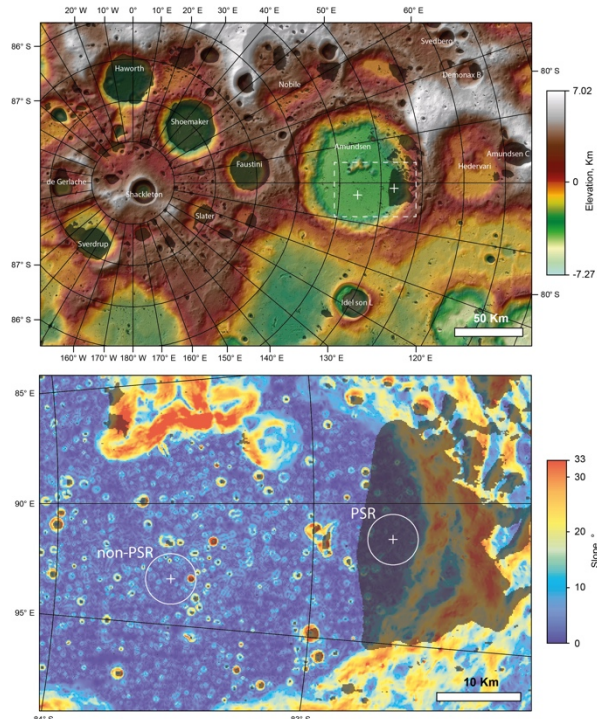 20° W 10° W 0° 10° E 20° E 30° E 40° E 50° E 60° E
86° S
87° S
80° S
80° S
87° S
86° S
Svedberg
Haworth
Demonax B
Nobile
Shoemaker
Amundsen
Amundsen C
Faustini
Hedervari
de Gerlache
Shackleton
Slater
Sverdrup
Idel'son L
50 Km
7.02
0
-7.27
Elevation, km
160° W 170° W 180° W 170° E 160° E 150° E 140° E 130° E 120° E
85° E
90° E
PSR
non-PSR
95° E
10 Km
33
30
20
10
0
Slope, °
84° S 83° S